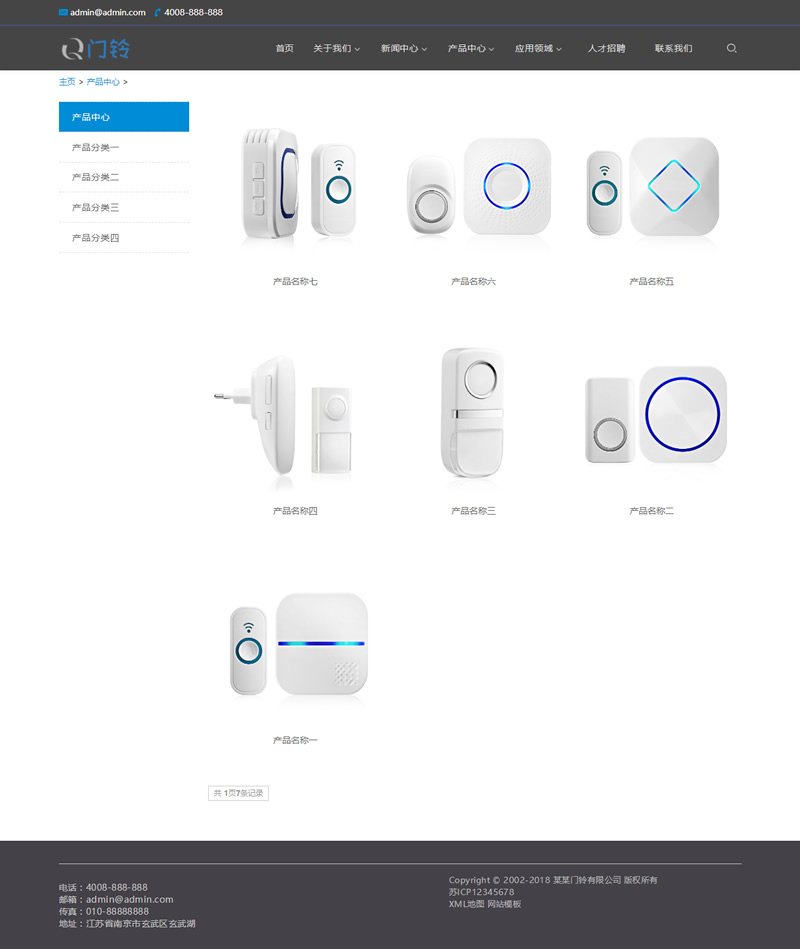 admin@admin.com 4008-888-888
Q门铃
首页 关于我们 新闻中心 产品中心 应用领域 人才招聘 联系我们
主页 > 产品中心 >
产品中心
产品分类一
产品分类二
产品分类三
产品分类四
产品名称七 产品名称六 产品名称五
产品名称四 产品名称三 产品名称二
产品名称一
共 1页7条记录
电话：4008-888-888
邮箱：admin@admin.com
传真：010-88888888
地址：江苏省南京市玄武区玄武湖
Copyright © 2002-2018 某某门铃有限公司 版权所有
苏ICP12345678
XML地图 网站模板